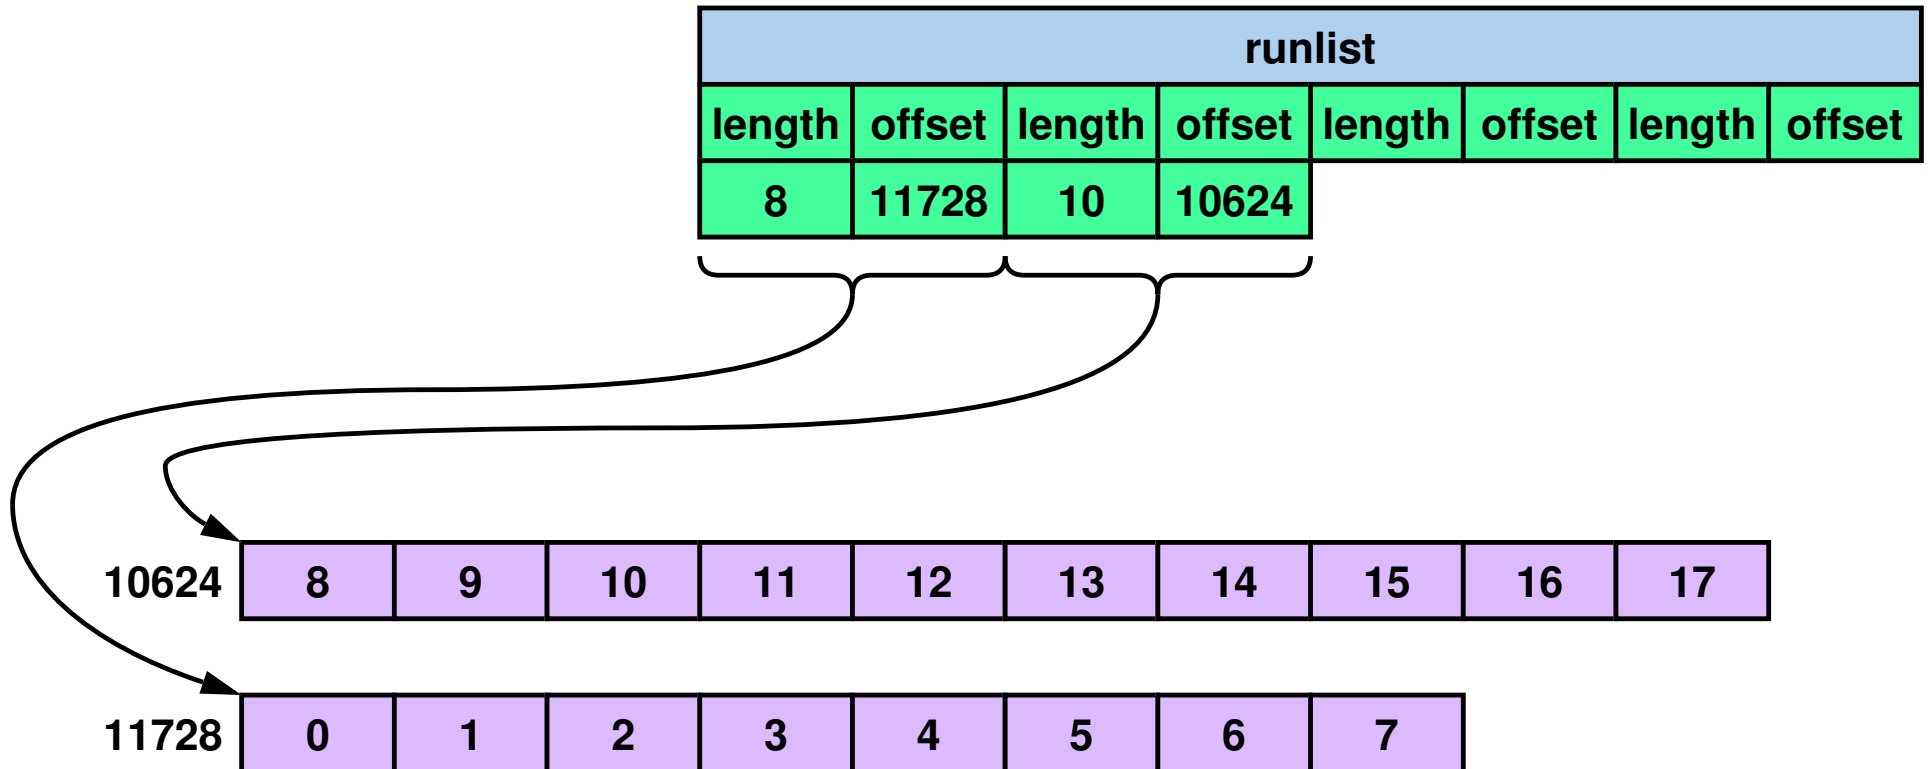 runlist
length offset length offset length offset length offset
8 11728 10 10624
10624 8 9 10 11 12 13 14 15 16 17
11728 0 1 2 3 4 5 6 7